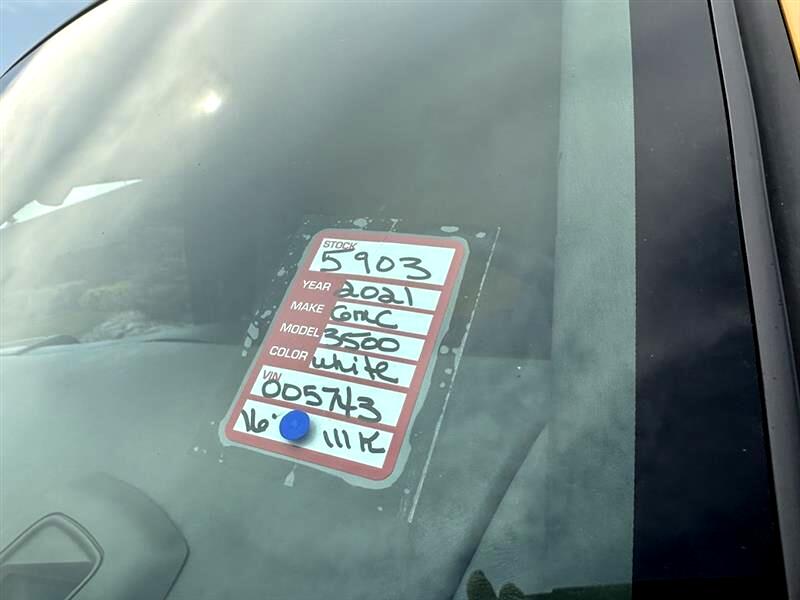 STOCK
5903
YEAR 2021
MAKE GMC
MODEL 3500
COLOR white
VIN
005743
16' 111K